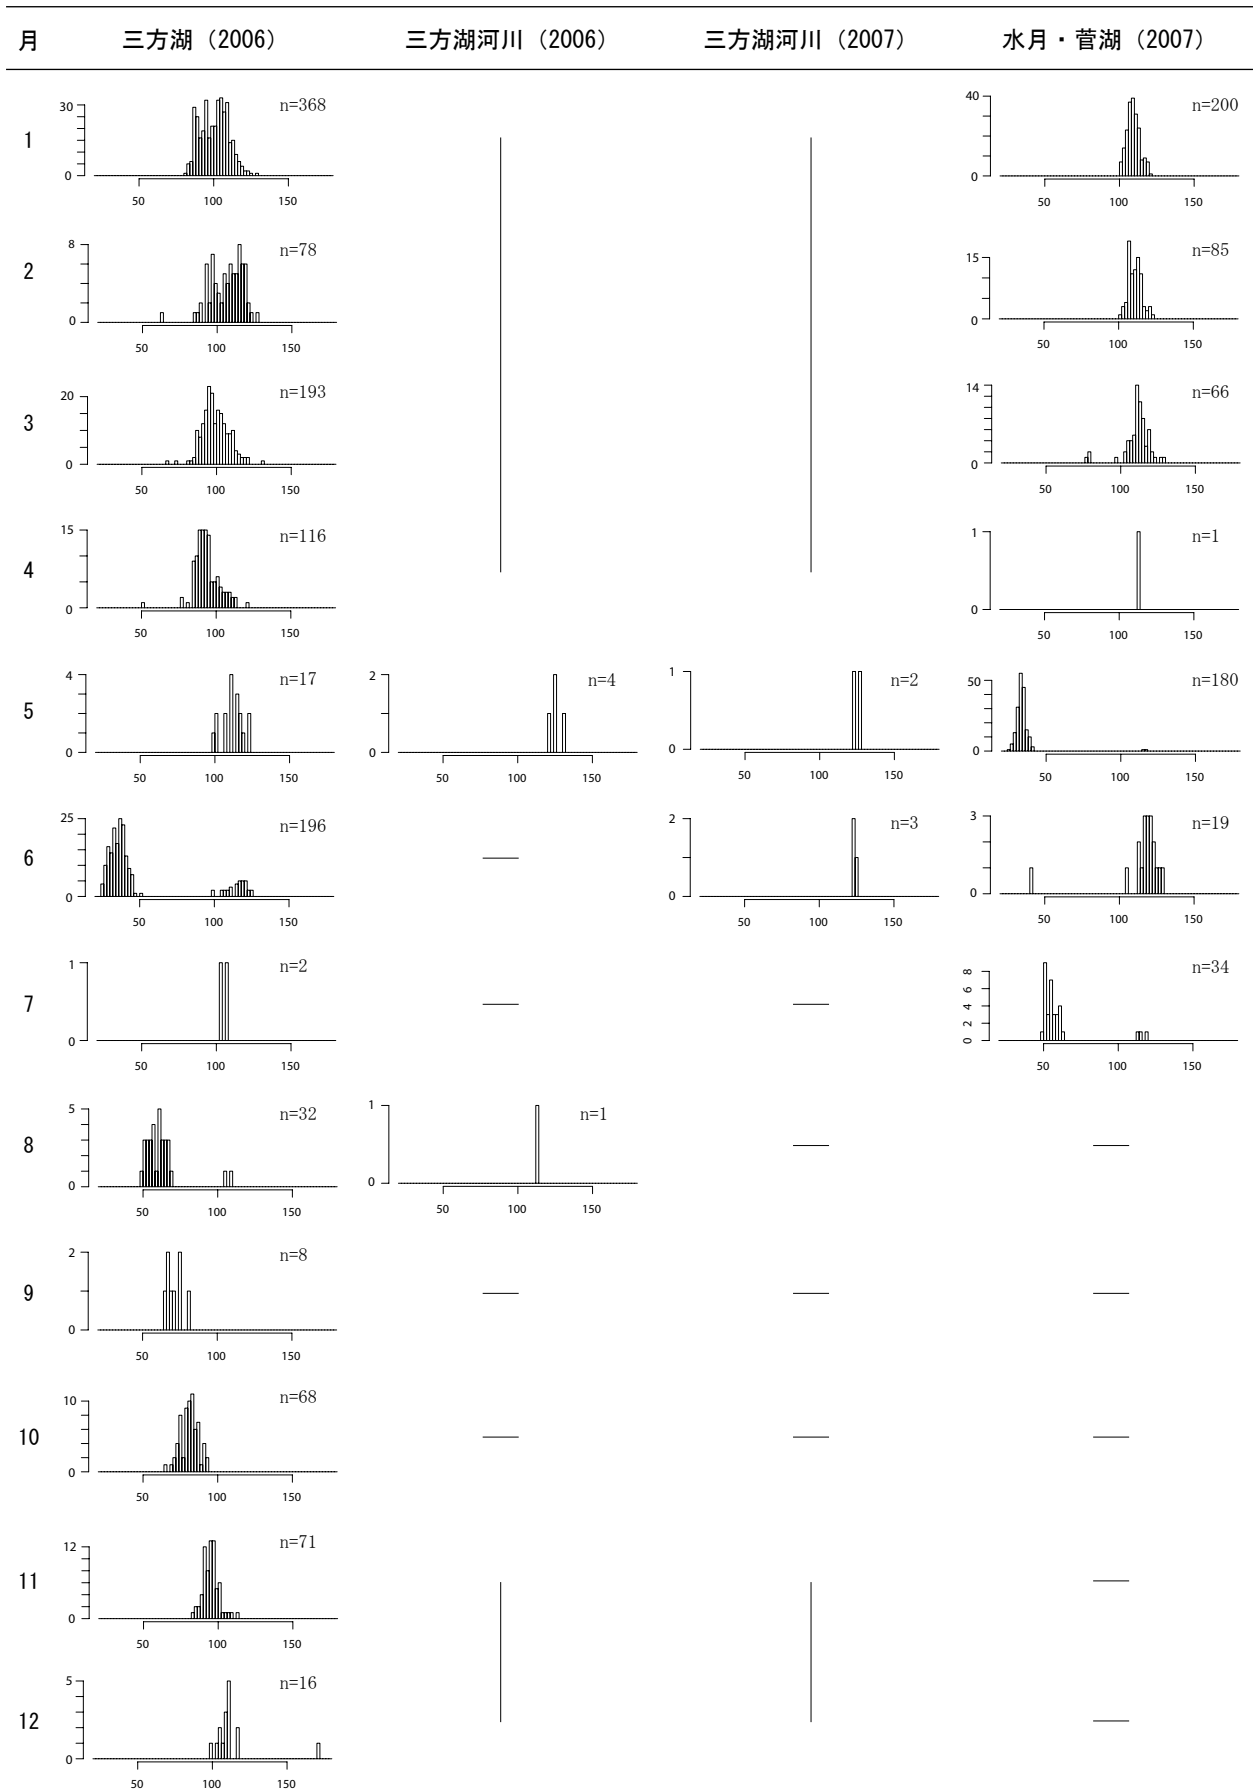 月 三方湖（2006） 三方湖河川（2006） 三方湖河川（2007） 水月・菅湖（2007）
1
30 0 50 100 150 n=368
40 0 50 100 150 n=200
2
8 0 50 100 150 n=78
15 0 50 100 150 n=85
3
20 0 50 100 150 n=193
14 0 50 100 150 n=66
4
15 0 50 100 150 n=116
1 0 50 100 150 n=1
5
4 0 50 100 150 n=17
2 0 50 100 150 n=4
1 0 50 100 150 n=2
50 0 50 100 150 n=180
6
25 0 50 100 150 n=196
—
2 0 50 100 150 n=3
3 0 50 100 150 n=19
7
1 0 50 100 150 n=2
—
—
8 6 4 2 0 50 100 150 n=34
8
5 0 50 100 150 n=32
1 0 50 100 150 n=1
—
—
9
2 0 50 100 150 n=8
—
—
—
10
10 0 50 100 150 n=68
—
—
—
11
12 0 50 100 150 n=71
—
12
5 0 50 100 150 n=16
—